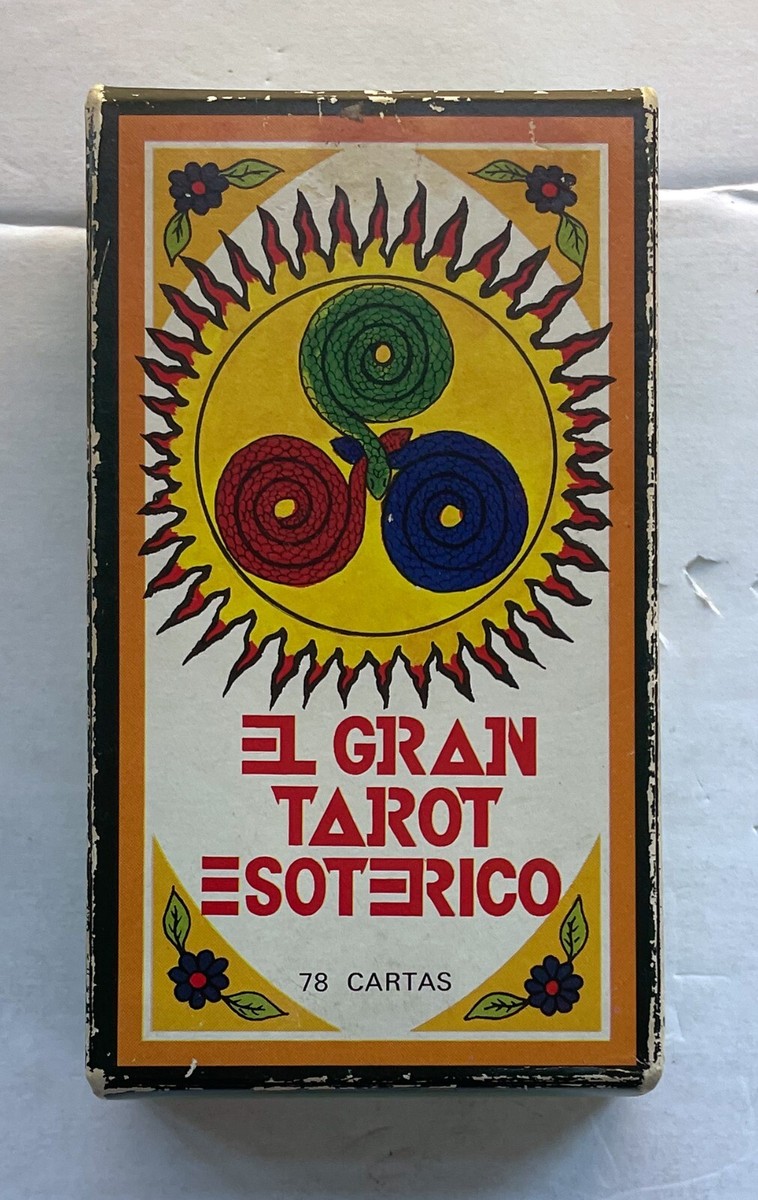 EL GRAN
TAROT
ESOTERICO
78 CARTAS